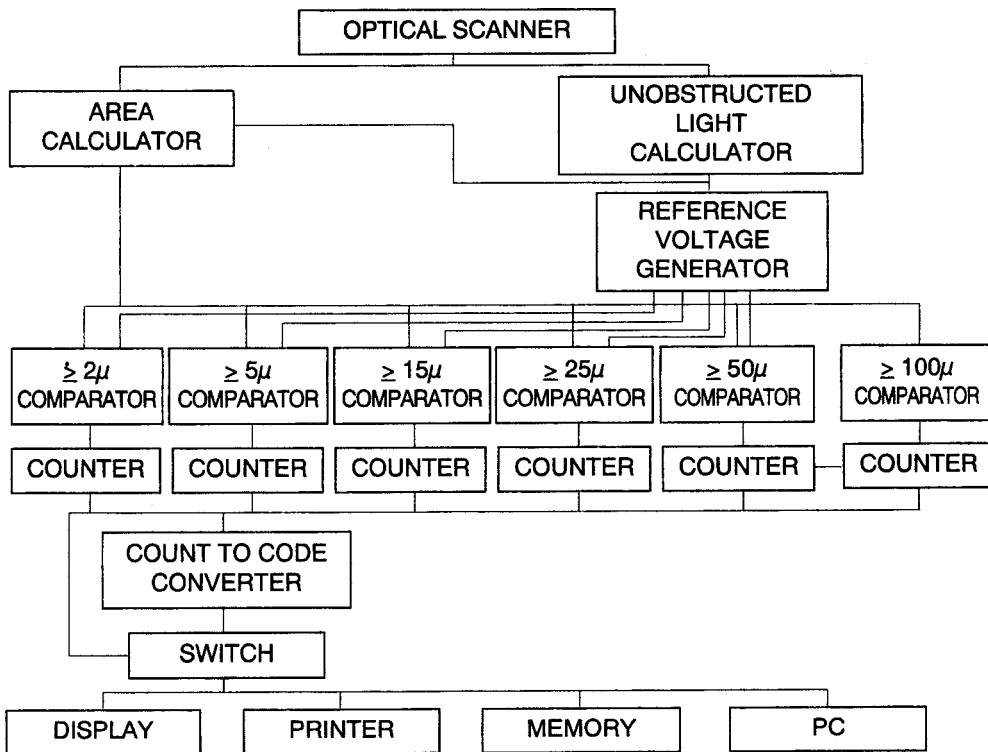 OPTICAL SCANNER
AREA
CALCULATOR
UNOBSTRUCTED
LIGHT
CALCULATOR
REFERENCE
VOLTAGE
GENERATOR
≥ 2µ
COMPARATOR
≥ 5µ
COMPARATOR
≥ 15µ
COMPARATOR
≥ 25µ
COMPARATOR
≥ 50µ
COMPARATOR
≥ 100µ
COMPARATOR
COUNTER
COUNTER
COUNTER
COUNTER
COUNTER
COUNTER
COUNT TO CODE
CONVERTER
SWITCH
DISPLAY
PRINTER
MEMORY
PC